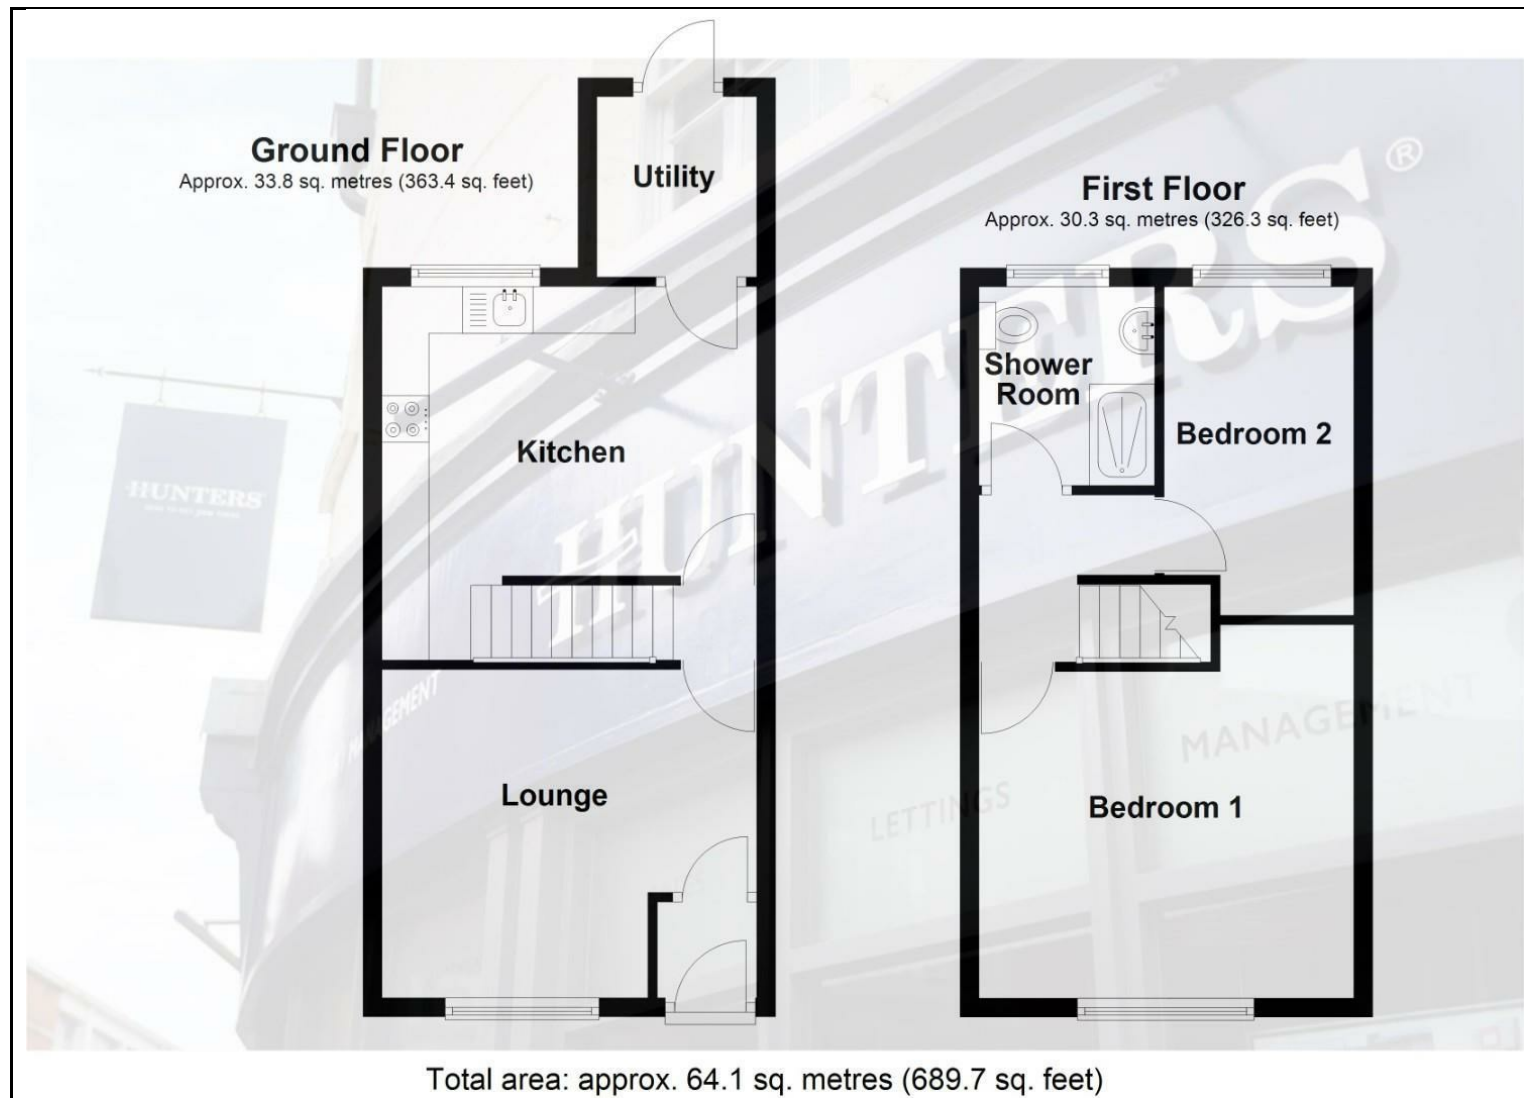 Ground Floor
Approx. 33.8 sq. metres (363.4 sq. feet)
Utility
Kitchen
Lounge
First Floor
Approx. 30.3 sq. metres (326.3 sq. feet)
Shower
Room
Bedroom 2
Bedroom 1
HUNTERS®
HUNTERS
MANAGEMENT
LETTINGS
MANAGEMENT
Total area: approx. 64.1 sq. metres (689.7 sq. feet)